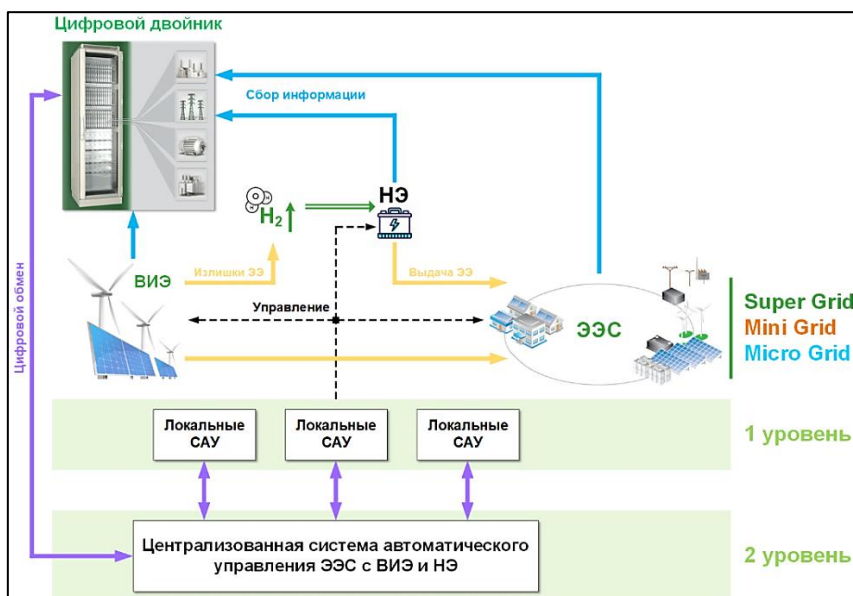 Цифровой двойник
Сбор информации
НЭ
H₂
ВИЭ
Излишки ЭЭ
Выдача ЭЭ
Управление
ЭЭС
Super Grid
Mini Grid
Micro Grid
Цифровой обмен
Локальные
САУ
Локальные
САУ
Локальные
САУ
1 уровень
Централизованная система автоматического
управления ЭЭС с ВИЭ и НЭ
2 уровень